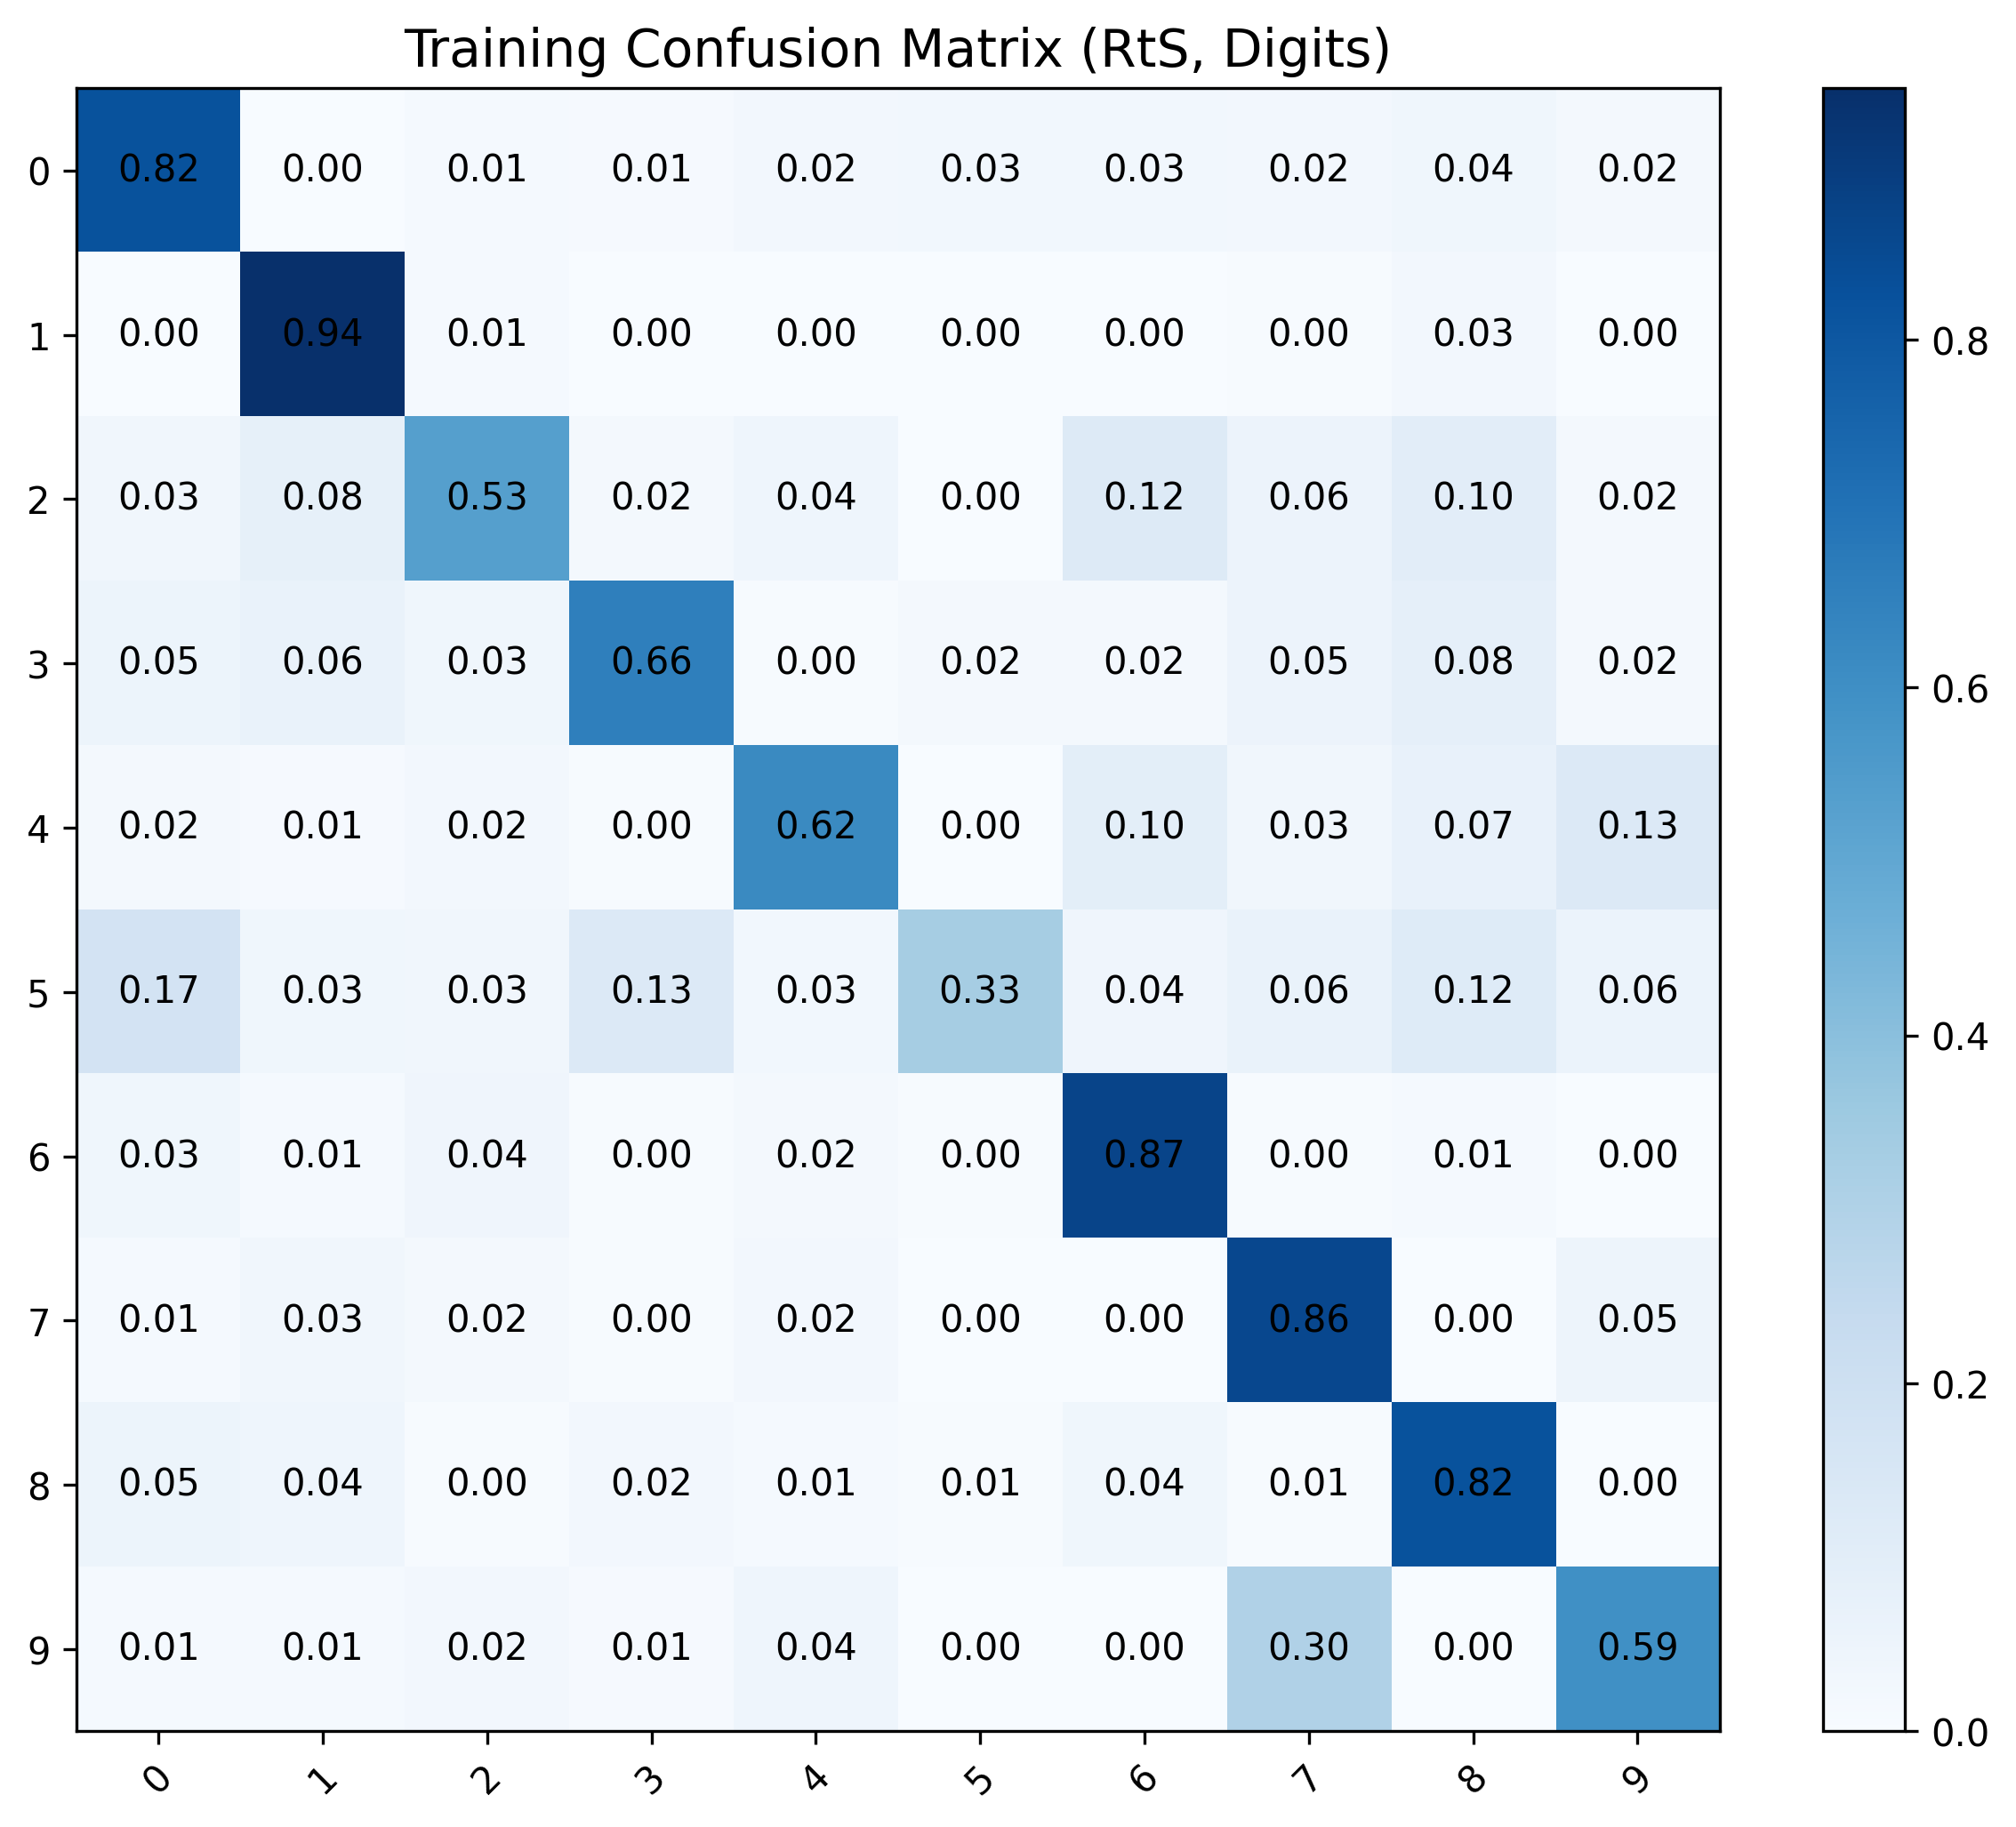 Training Confusion Matrix (RtS, Digits)
0 0.82 0.00 0.01 0.01 0.02 0.03 0.03 0.02 0.04 0.02
1 0.00 0.94 0.01 0.00 0.00 0.00 0.00 0.00 0.03 0.00
0.8
2 0.03 0.08 0.53 0.02 0.04 0.00 0.12 0.06 0.10 0.02
3 0.05 0.06 0.03 0.66 0.00 0.02 0.02 0.05 0.08 0.02
0.6
4 0.02 0.01 0.02 0.00 0.62 0.00 0.10 0.03 0.07 0.13
5 0.17 0.03 0.03 0.13 0.03 0.33 0.04 0.06 0.12 0.06
0.4
6 0.03 0.01 0.04 0.00 0.02 0.00 0.87 0.00 0.01 0.00
7 0.01 0.03 0.02 0.00 0.02 0.00 0.00 0.86 0.00 0.05
0.2
8 0.05 0.04 0.00 0.02 0.01 0.01 0.04 0.01 0.82 0.00
9 0.01 0.01 0.02 0.01 0.04 0.00 0.00 0.30 0.00 0.59
0.0
0 1 2 3 4 5 6 7 8 9